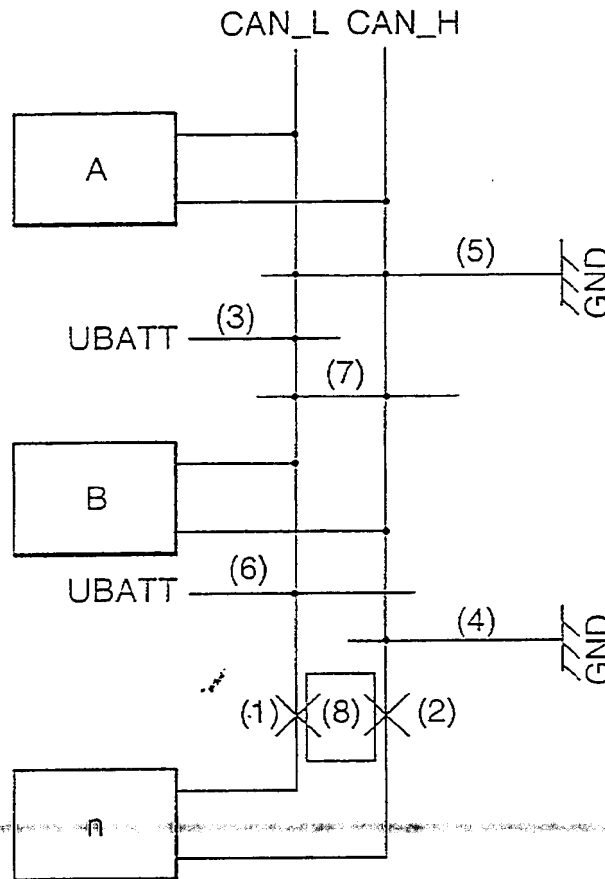 CAN_L CAN_H
A
(5)
GND
UBATT (3)
(7)
B
UBATT (6)
(4)
GND
(1) (8) (2)
n